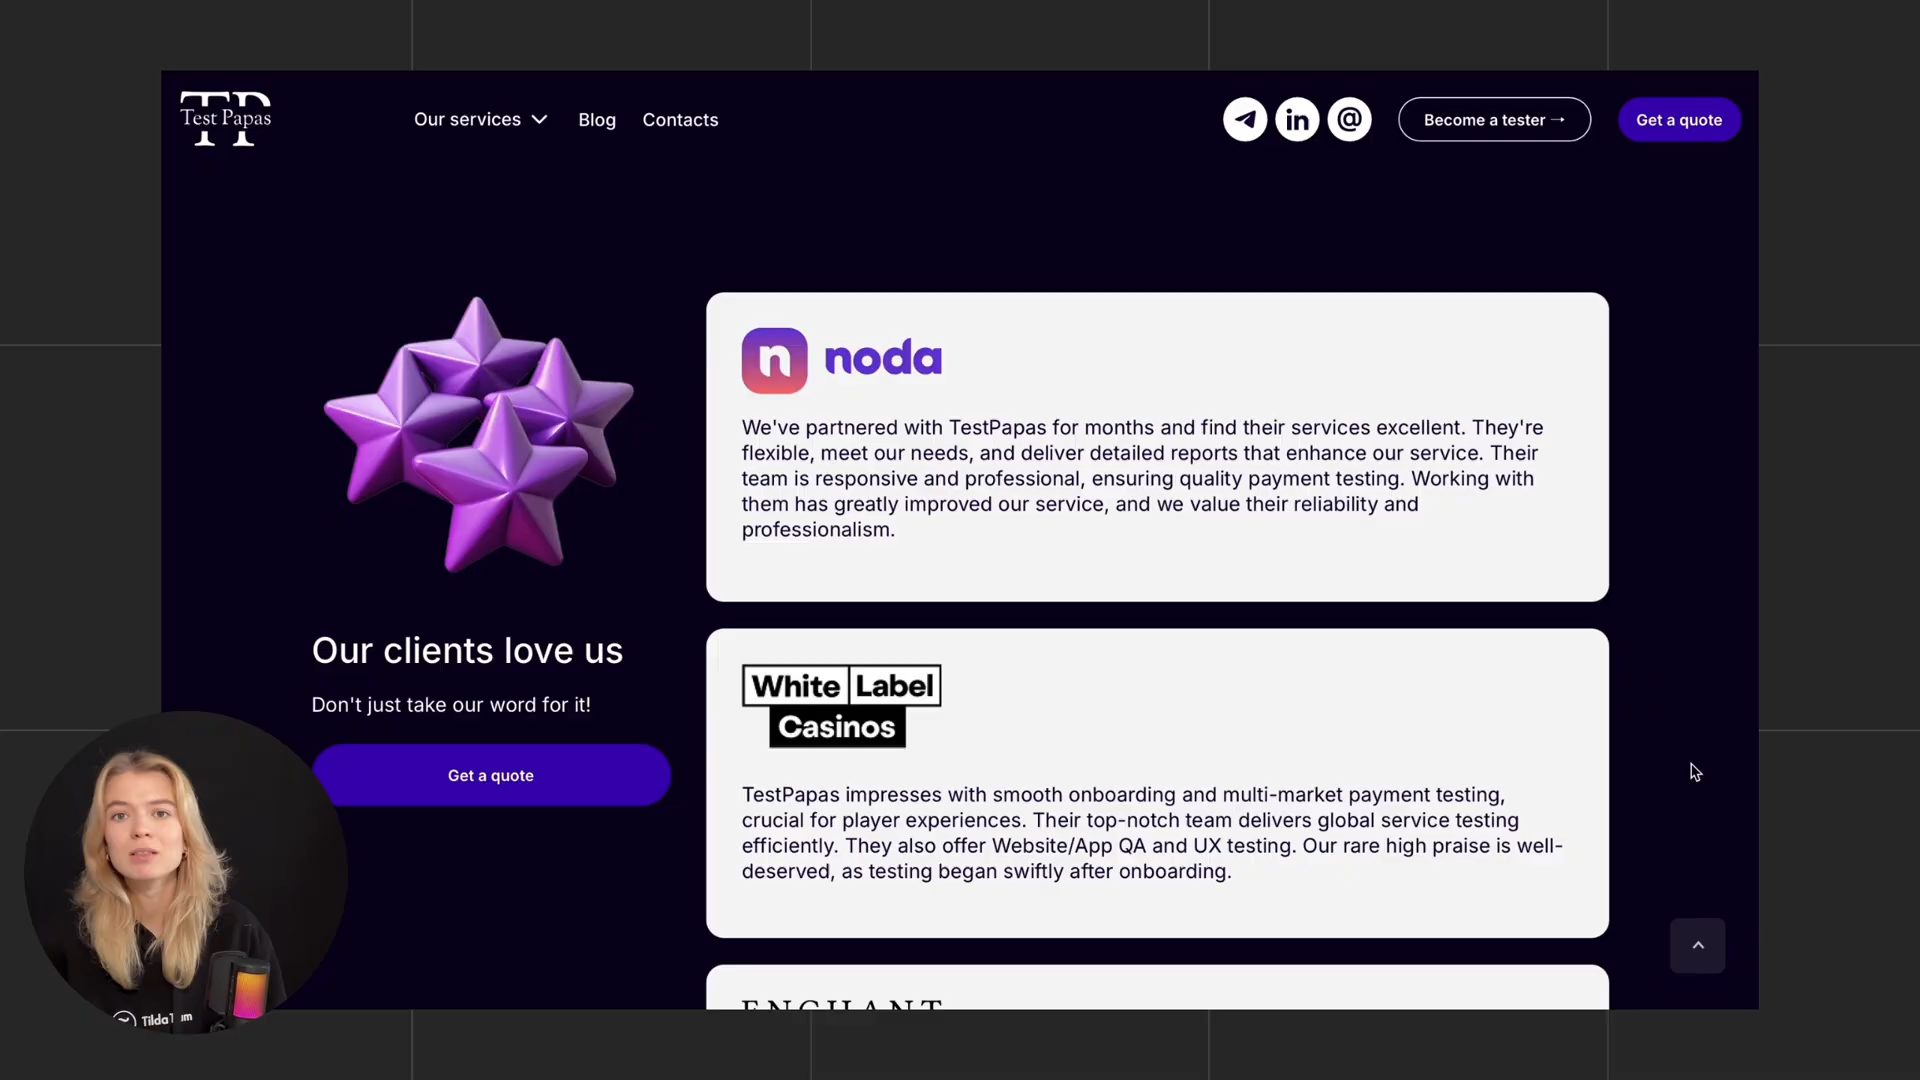 TP
Test Papas
Our services
Blog
Contacts
in
@
Become a tester →
Get a quote
n noda
We've partnered with TestPapas for months and find their services excellent. They're
flexible, meet our needs, and deliver detailed reports that enhance our service. Their
team is responsive and professional, ensuring quality payment testing. Working with
them has greatly improved our service, and we value their reliability and
professionalism.
Our clients love us
Don't just take our word for it!
Get a quote
White Label
Casinos
TestPapas impresses with smooth onboarding and multi-market payment testing,
crucial for player experiences. Their top-notch team delivers global service testing
efficiently. They also offer Website/App QA and UX testing. Our rare high praise is well-
deserved, as testing began swiftly after onboarding.
ENCHANT
Tilda